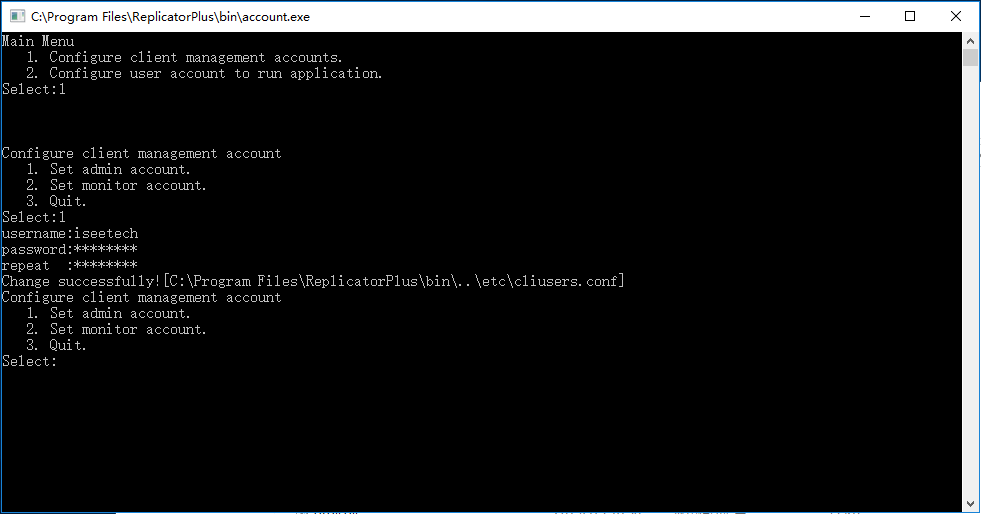 C:\Program Files\ReplicatorPlus\bin\account.exe
Main Menu
   1. Configure client management accounts.
   2. Configure user account to run application.
Select:1
Configure client management account
   1. Set admin account.
   2. Set monitor account.
   3. Quit.
Select:1
username:iseetech
password:********
repeat  :********
Change successfully![C:\Program Files\ReplicatorPlus\bin\..\etc\cliusers.conf]
Configure client management account
   1. Set admin account.
   2. Set monitor account.
   3. Quit.
Select: